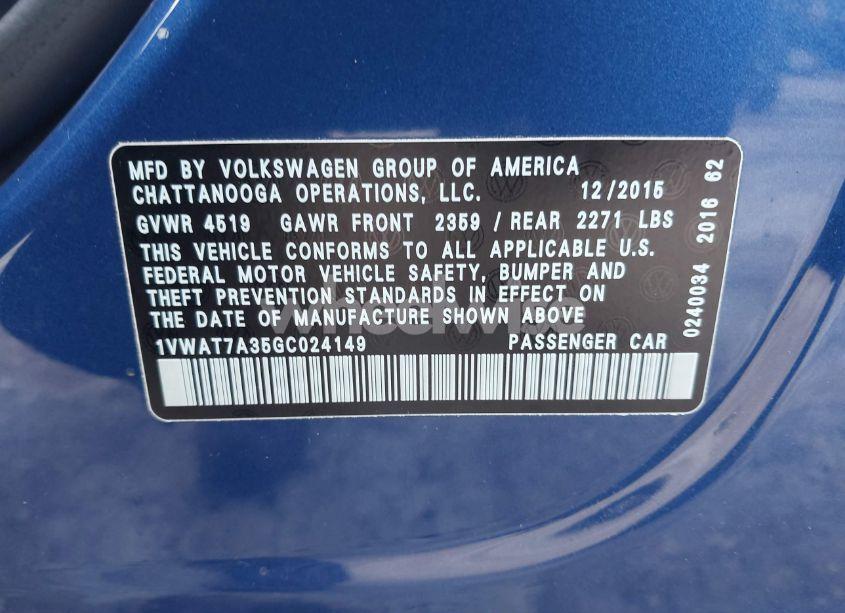 MFD BY VOLKSWAGEN GROUP OF AMERICA
CHATTANOOGA OPERATIONS, LLC. 12/2015
GVWR 4519 GAWR FRONT 2359 / REAR 2271 LBS
THIS VEHICLE CONFORMS TO ALL APPLICABLE U.S.
FEDERAL MOTOR VEHICLE SAFETY, BUMPER AND
THEFT PREVENTION STANDARDS IN EFFECT ON
THE DATE OF MANUFACTURE SHOWN ABOVE
1VWAT7A35GC024149 PASSENGER CAR
0240034 2016 62